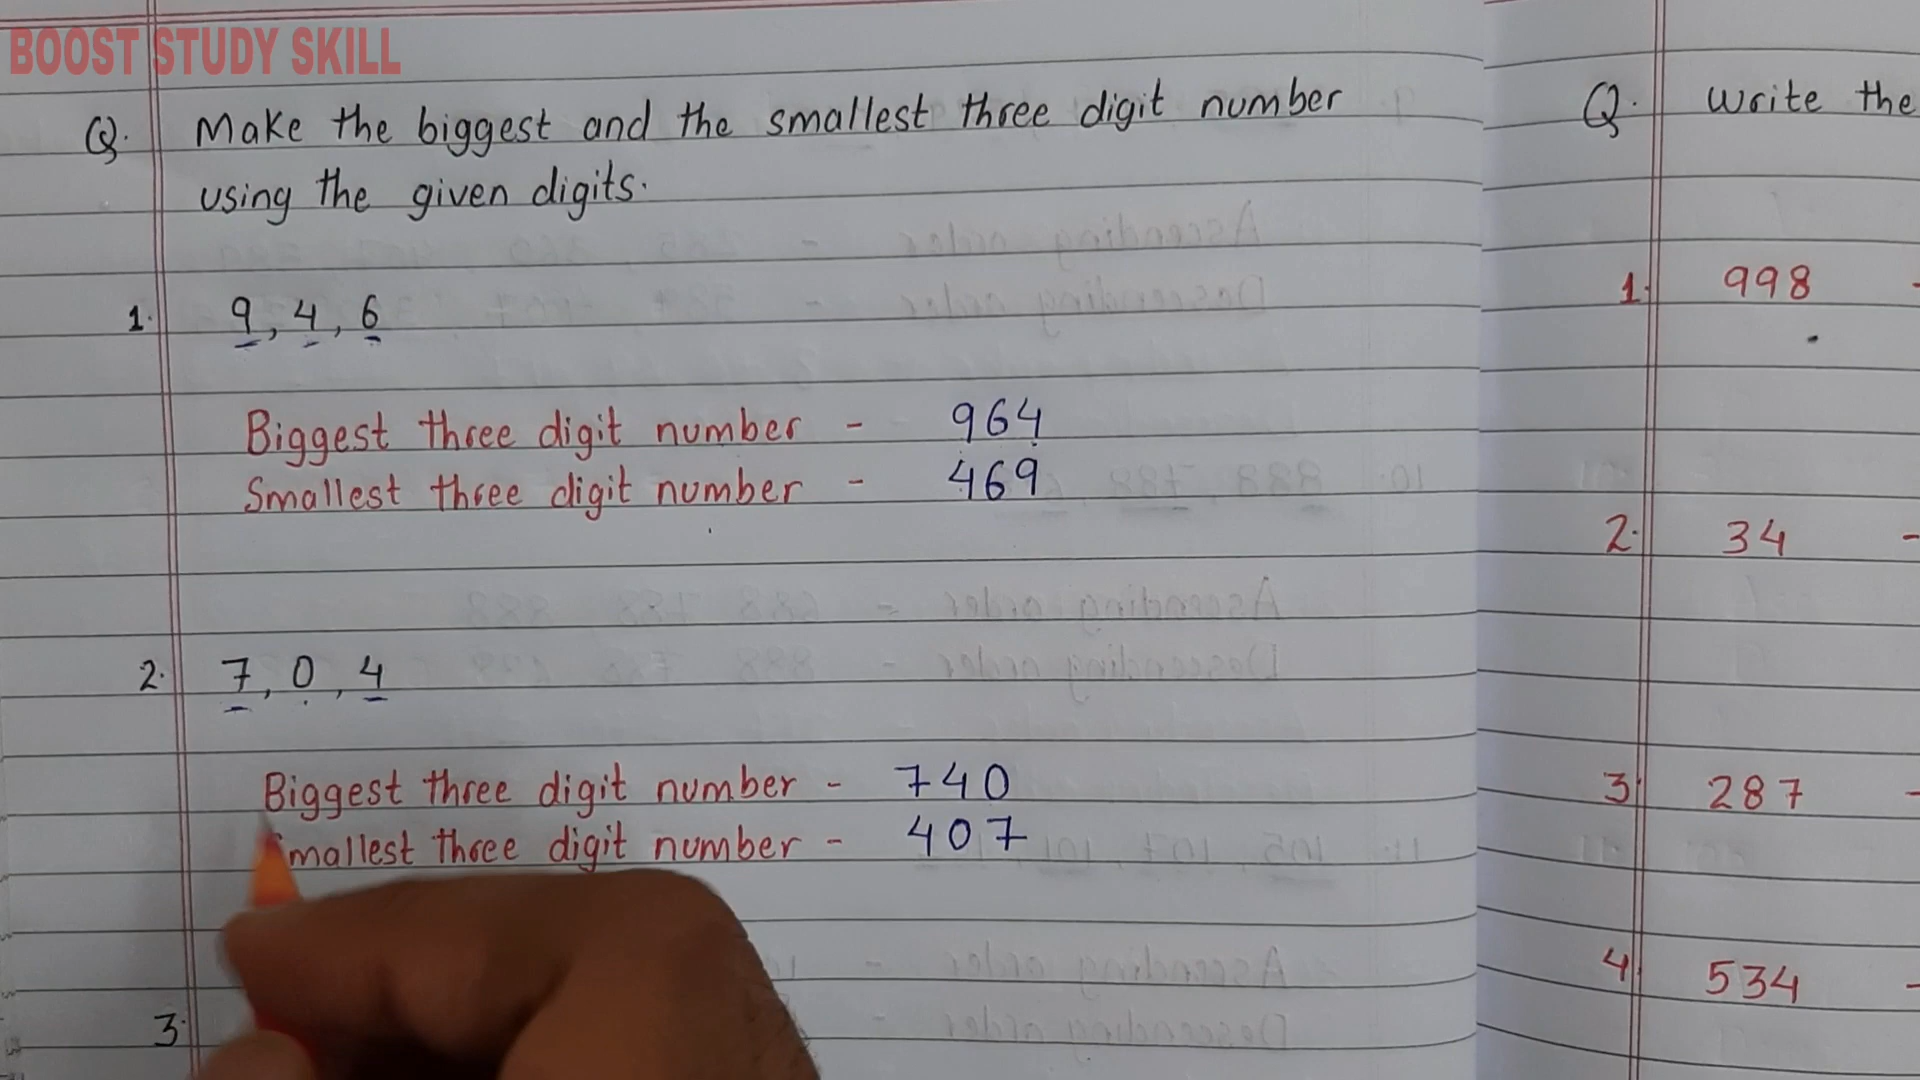 BOOST STUDY SKILL
Q. Make the biggest and the smallest three digit number
using the given digits.
1. 9, 4, 6
Biggest three digit number - 964
Smallest three digit number - 469
2. 7, 0, 4
Biggest three digit number - 740
Smallest three digit number - 407
3.
Q. Write the
1. 998 -
2. 34 -
3. 287 -
4. 534 -